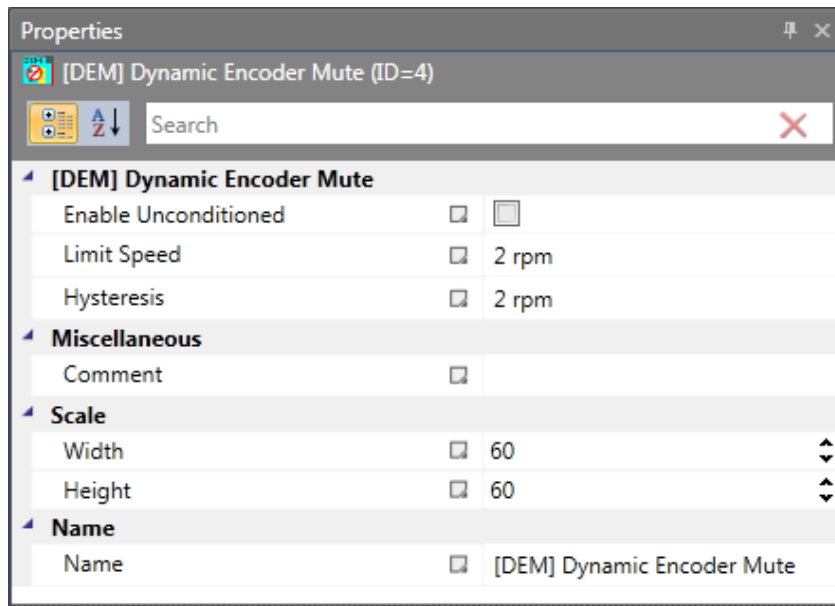 Properties
[DEM] Dynamic Encoder Mute (ID=4)
A
Z
Search
[DEM] Dynamic Encoder Mute
Enable Unconditioned
Limit Speed 2 rpm
Hysteresis 2 rpm
Miscellaneous
Comment
Scale
Width 60
Height 60
Name
Name [DEM] Dynamic Encoder Mute